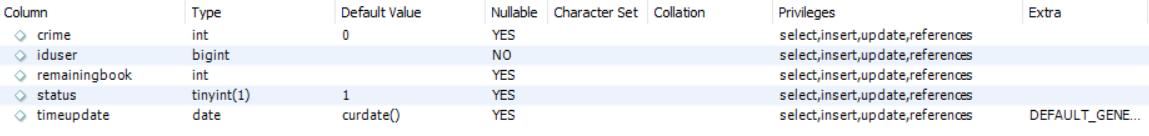 Column Type Default Value Nullable Character Set Collation Privileges Extra
crime int 0 YES select,insert,update,references
iduser bigint NO select,insert,update,references
remainingbook int YES select,insert,update,references
status tinyint(1) 1 YES select,insert,update,references
timeupdate date curdate() YES select,insert,update,references DEFAULT_GENE...